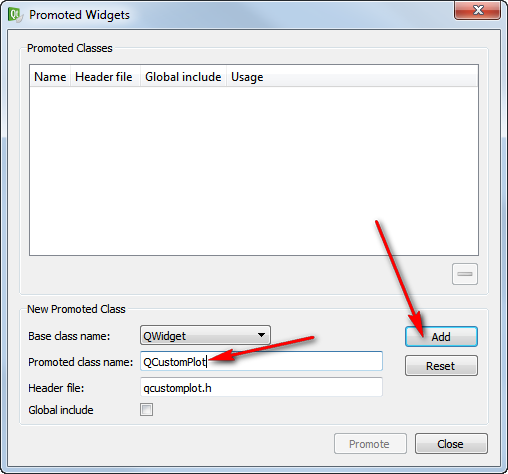 Promoted Widgets
Promoted Classes
Name Header file Global include Usage
New Promoted Class
Base class name: QWidget Add
Promoted class name: QCustomPlot
Reset
Header file: qcustomplot.h
Global include
Promote Close